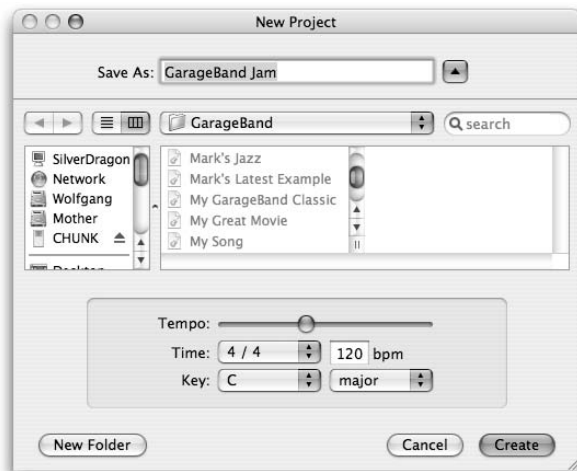 New Project
Save As: GarageBand Jam
GarageBand
search
SilverDragon
Network
Wolfgang
Mother
CHUNK
Desktop
Mark's Jazz
Mark's Latest Example
My GarageBand Classic
My Great Movie
My Song
Tempo:
Time: 4 / 4 120 bpm
Key: C major
New Folder Cancel Create